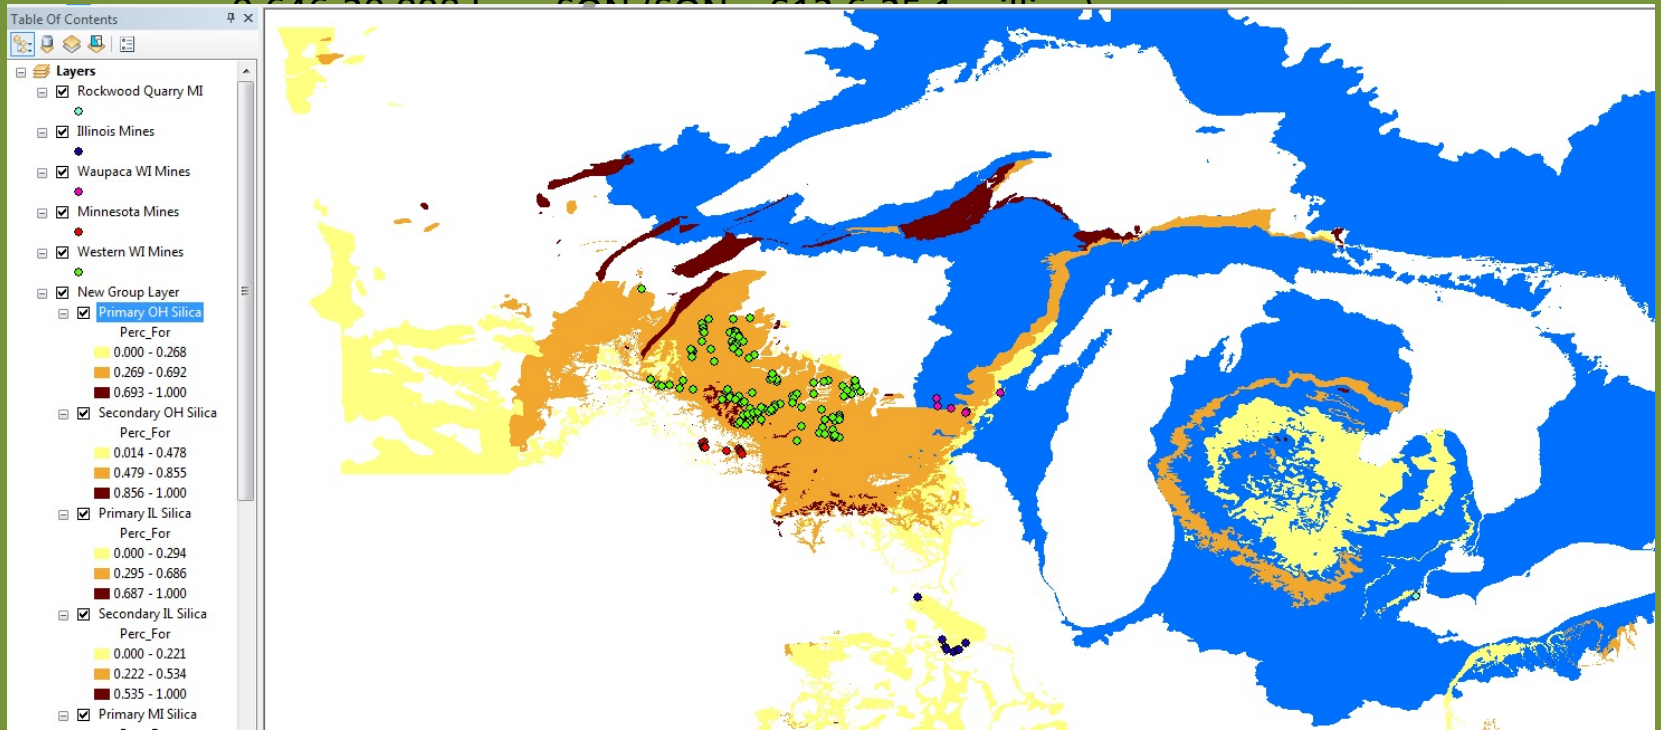 Table Of Contents
Layers
Rockwood Quarry MI
Illinois Mines
Waupaca WI Mines
Minnesota Mines
Western WI Mines
New Group Layer
Primary OH Silica
Perc_For
0.000 - 0.268
0.269 - 0.692
0.693 - 1.000
Secondary OH Silica
Perc_For
0.014 - 0.478
0.479 - 0.855
0.856 - 1.000
Primary IL Silica
Perc_For
0.000 - 0.294
0.295 - 0.686
0.687 - 1.000
Secondary IL Silica
Perc_For
0.000 - 0.221
0.222 - 0.534
0.535 - 1.000
Primary MI Silica